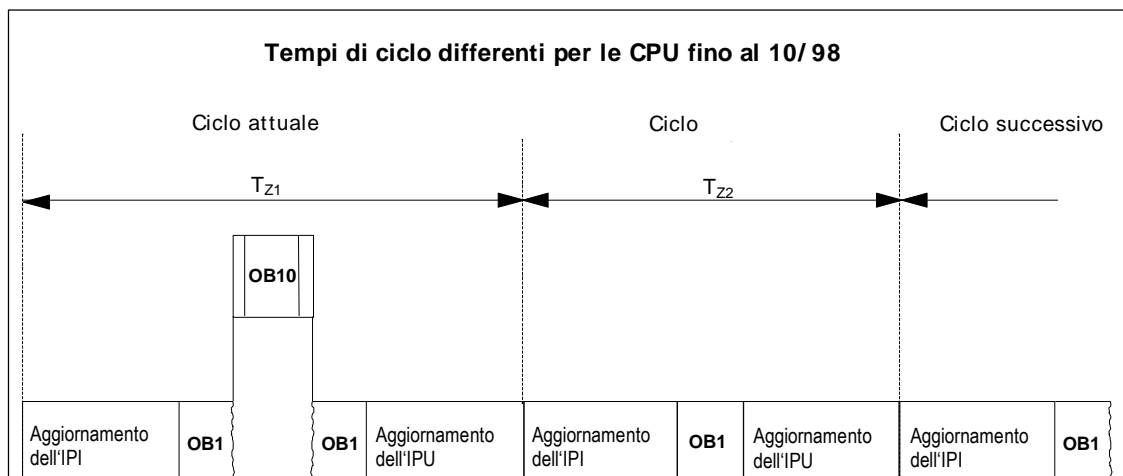 Tempi di ciclo differenti per le CPU fino al 10/98
Ciclo attuale
Ciclo
Ciclo successivo
TZ1
TZ2
OB10
Aggiornamento
dell'IPI
OB1
OB1
Aggiornamento
dell'IPU
Aggiornamento
dell'IPI
OB1
Aggiornamento
dell'IPU
Aggiornamento
dell'IPI
OB1